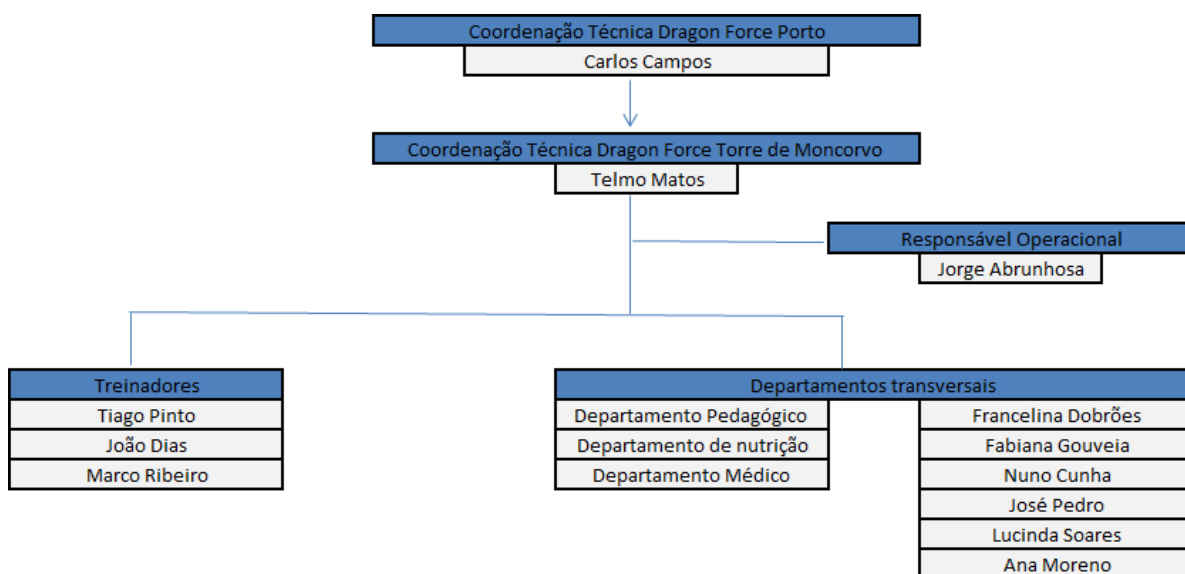 Coordenação Técnica Dragon Force Porto
Carlos Campos
Coordenação Técnica Dragon Force Torre de Moncorvo
Telmo Matos
Responsável Operacional
Jorge Abrunhosa
Treinadores
Tiago Pinto
João Dias
Marco Ribeiro
Departamentos transversais
Departamento Pedagógico
Departamento de nutrição
Departamento Médico
Francelina Dobrões
Fabiana Gouveia
Nuno Cunha
José Pedro
Lucinda Soares
Ana Moreno